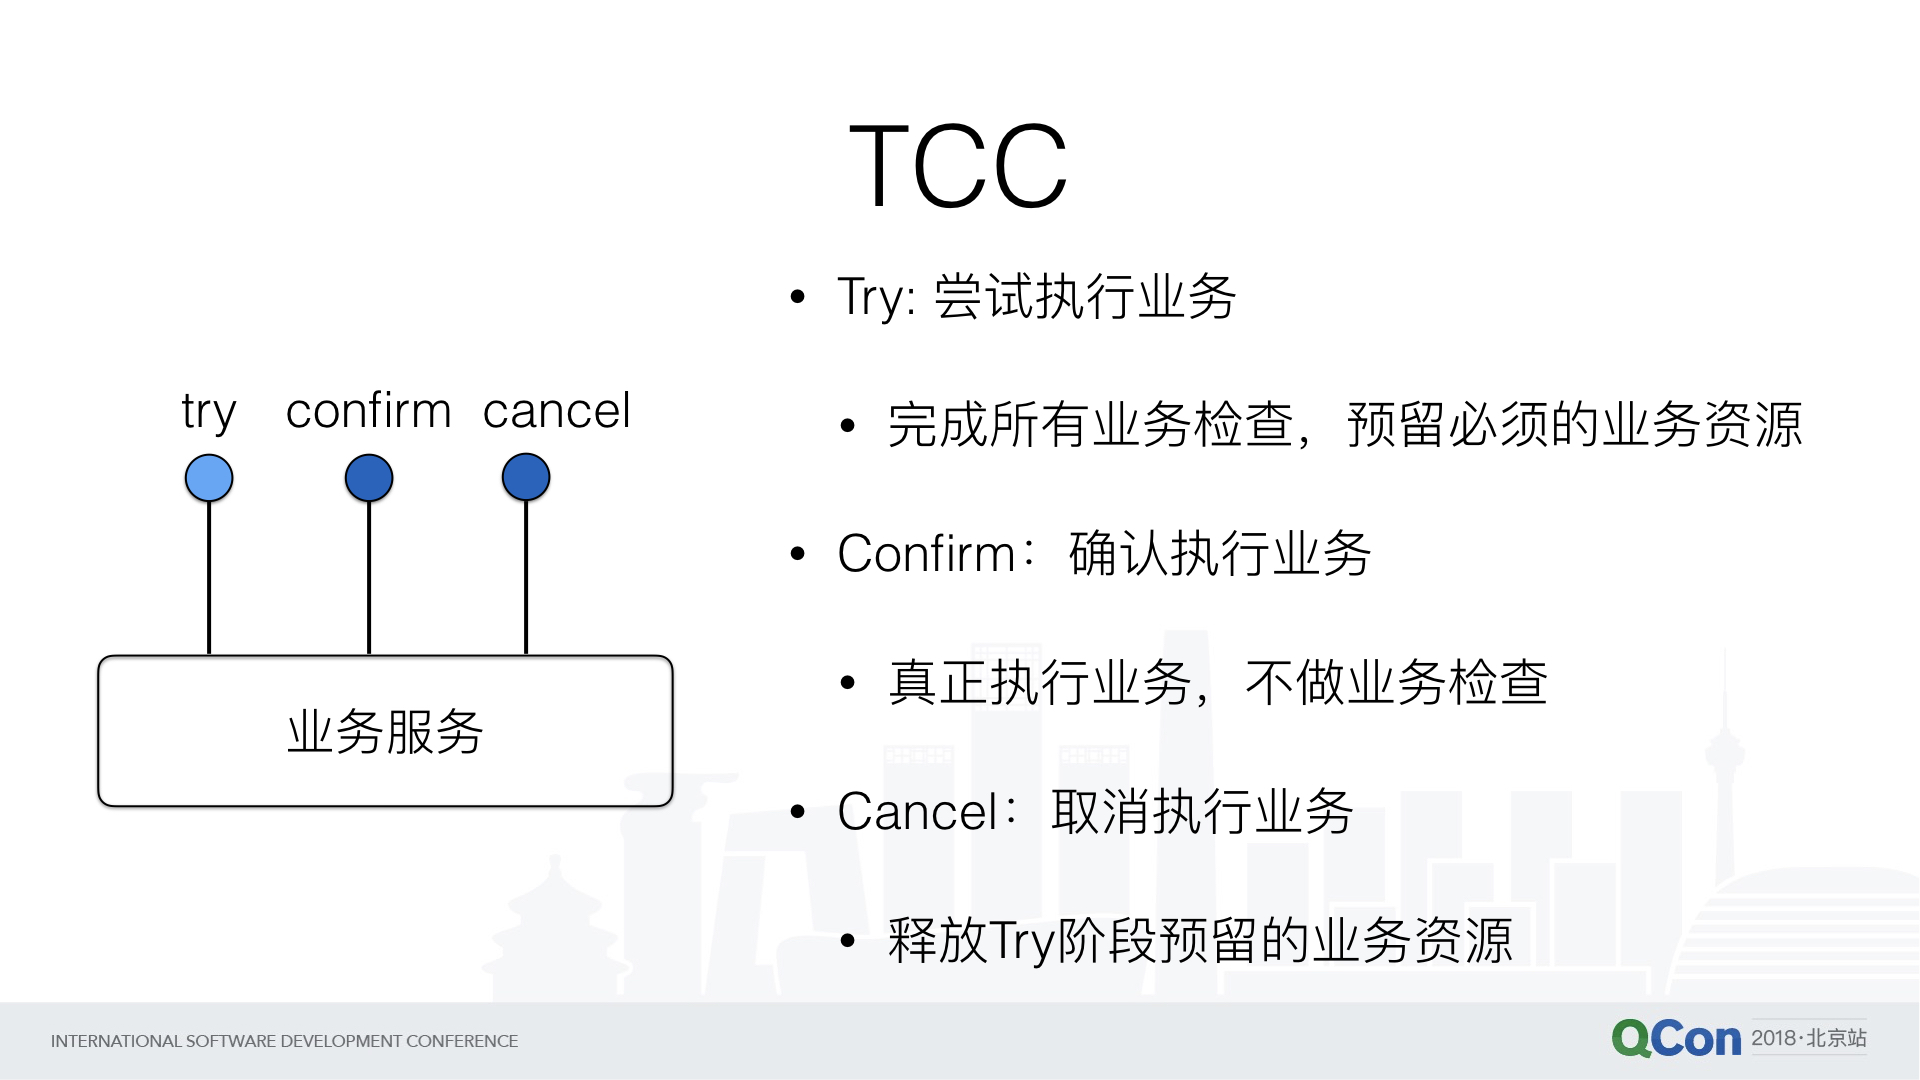 TCC
try confirm cancel
业务服务
• Try: 尝试执行业务
• 完成所有业务检查，预留必须的业务资源
• Confirm：确认执行业务
• 真正执行业务，不做业务检查
• Cancel：取消执行业务
• 释放Try阶段预留的业务资源
INTERNATIONAL SOFTWARE DEVELOPMENT CONFERENCE
QCon 2018·北京站